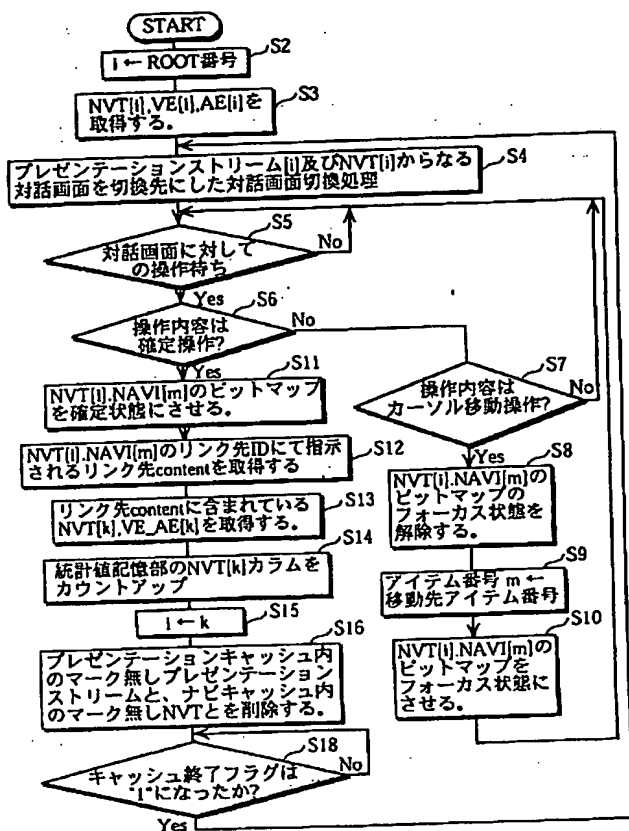 START
S2
i ← ROOT番号
S3
NVT[i],VE[i],AE[i]を
取得する。
S4
プレゼンテーションストリーム[i]及びNVT[i]からなる
対話画面を切換先にした対話画面切換処理
S5
対話画面に対して
の操作待ち
No
Yes
S6
操作内容は
確定操作?
No
Yes
S11
NVT[i].NAVI[m]のビットマップ
を確定状態にさせる。
S12
NVT[i].NAVI[m]のリンク先IDにて指示
されるリンク先contentを取得する
S13
リンク先contentに含まれている
NVT[k],VE_AE[k]を取得する。
S14
統計値記憶部のNVT[k]カラムを
カウントアップ
S15
i ← k
S16
プレゼンテーションキャッシュ内
のマーク無しプレゼンテーション
ストリームと、ナビキャッシュ内
のマーク無しNVTとを削除する。
S18
キャッシュ終了フラグは
"1"になったか?
No
Yes
S7
操作内容は
カーソル移動操作?
No
Yes
S8
NVT[i].NAVI[m]の
ビットマップの
フォーカス状態を
解除する。
S9
アイテム番号 m ←
移動先アイテム番号
S10
NVT[i].NAVI[m]の
ビットマップを
フォーカス状態に
させる。